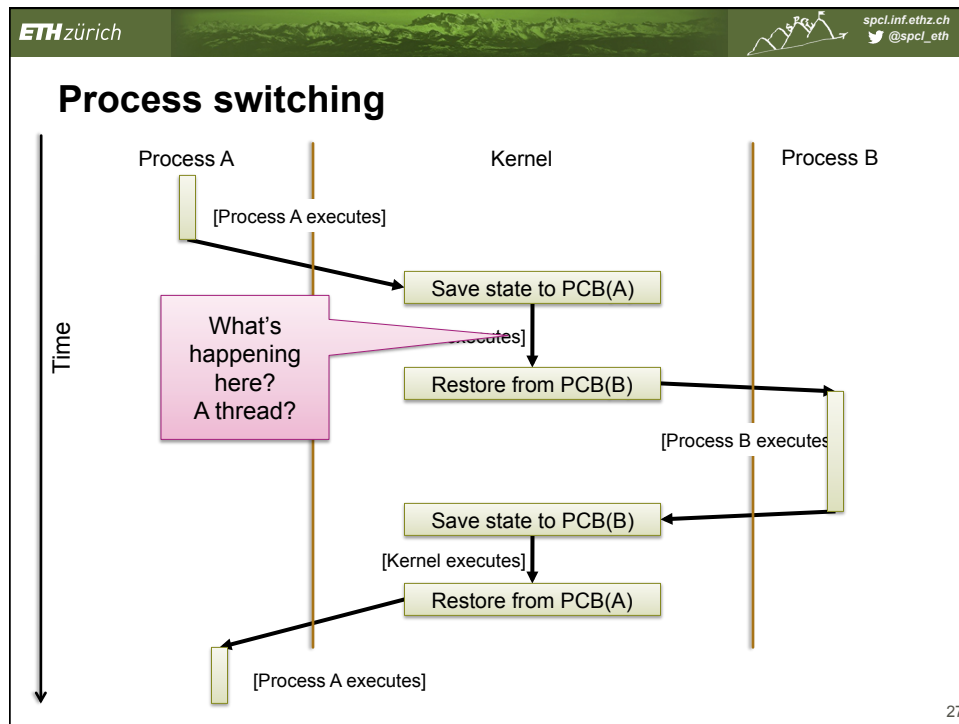 ETH zürich
spcl.inf.ethz.ch
@spcl_eth
Process switching
Process A
Kernel
Process B
[Process A executes]
Save state to PCB(A)
What's
happening
here?
A thread?
executes]
Time
Restore from PCB(B)
[Process B executes
Save state to PCB(B)
[Kernel executes]
Restore from PCB(A)
[Process A executes]
27